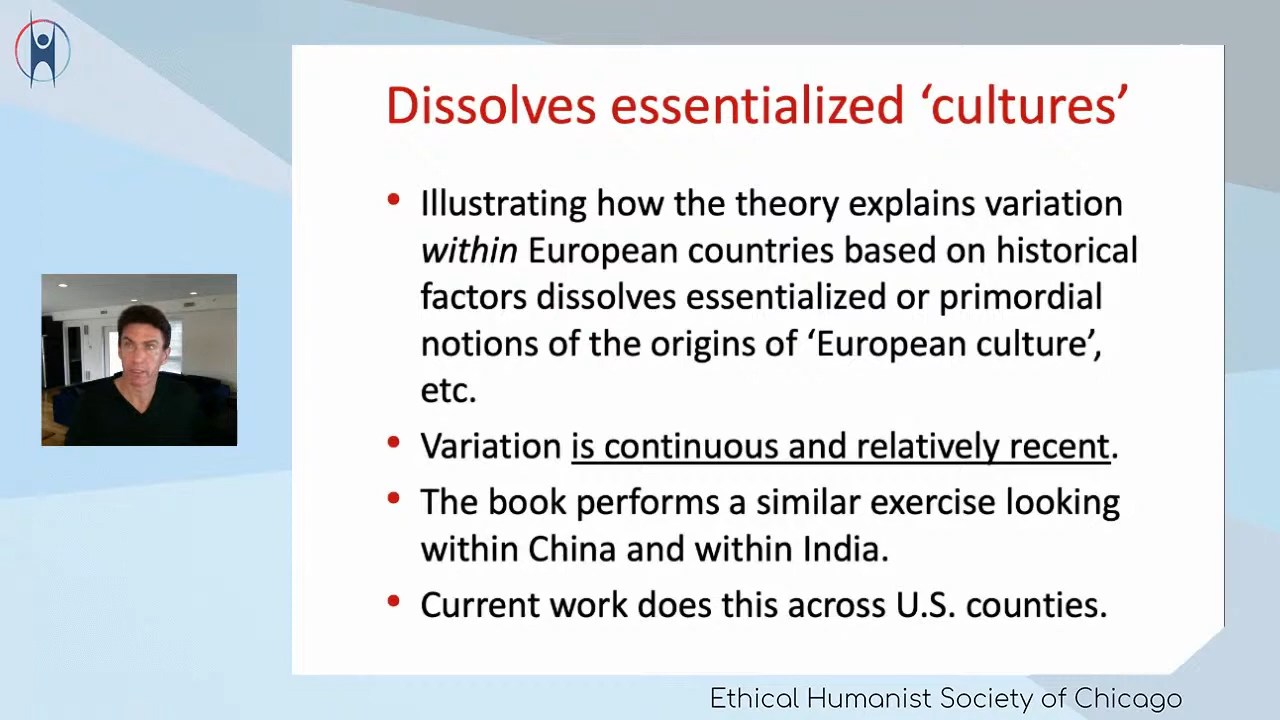 Dissolves essentialized ‘cultures’
• Illustrating how the theory explains variation
within European countries based on historical
factors dissolves essentialized or primordial
notions of the origins of ‘European culture’,
etc.
• Variation is continuous and relatively recent.
• The book performs a similar exercise looking
within China and within India.
• Current work does this across U.S. counties.
Ethical Humanist Society of Chicago